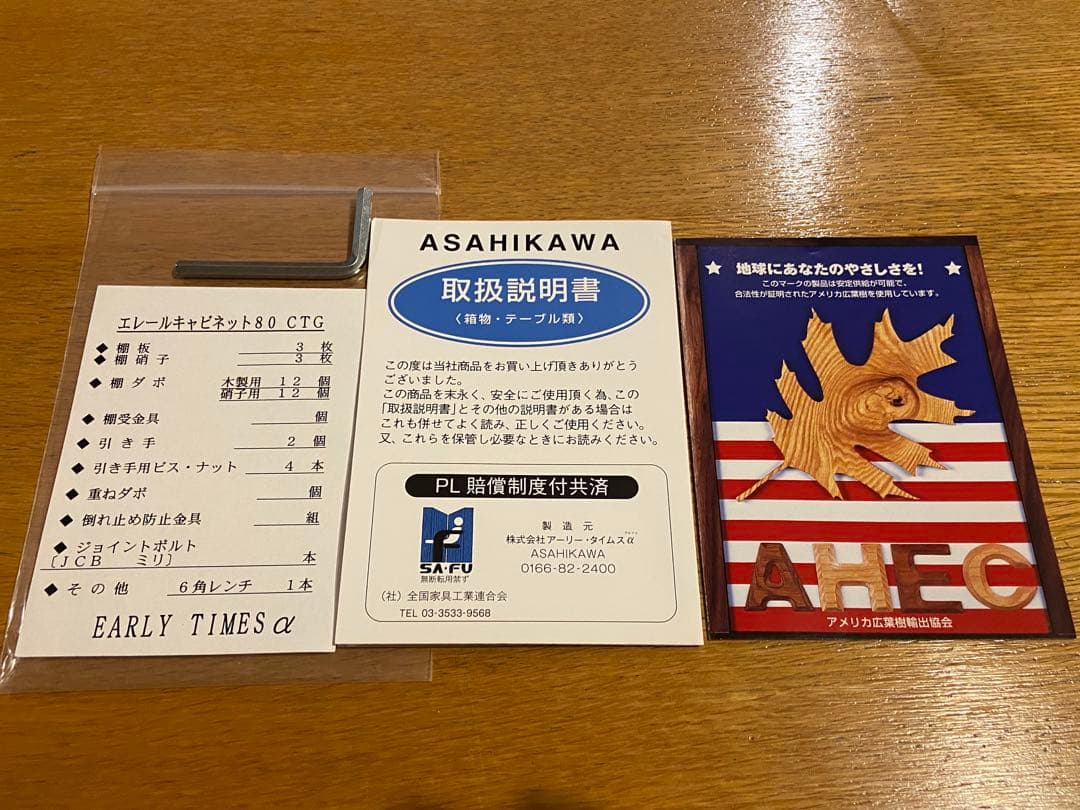 エレールキャビネット80 CTG
◆ 棚板 3 枚
◆ 棚硝子 3 枚
◆ 棚ダボ 木製用 12 個
硝子用 12 個
◆ 棚受金具 個
◆ 引き手 2 個
◆ 引き手用ビス・ナット 4 本
◆ 重ねダボ 個
◆ 倒れ止め防止金具 組
◆ ジョイントボルト
〔JCB ミリ〕 本
◆ その他 6角レンチ 1本
EARLY TIMES α
ASAHIKAWA
取扱説明書
〈箱物・テーブル類〉
この度は当社商品をお買い上げ頂きありがとう
ございました。
この商品を末永く、安全にご使用頂く為、この
「取扱説明書」とその他の説明書がある場合は
これも併せてよく読み、正しくご使用ください。
又、これらを保管し必要なときにお読みください。
PL賠償制度付共済
SA・FU
無断転用禁ず
製造元
株式会社アーリー・タイムスα
アルファ
ASAHIKAWA
0166-82-2400
(社)全国家具工業連合会
TEL 03-3533-9568
地球にあなたのやさしさを!
このマークの製品は安定供給が可能で、
合法性が証明されたアメリカ広葉樹を使用しています。
AHEC
アメリカ広葉樹輸出協会